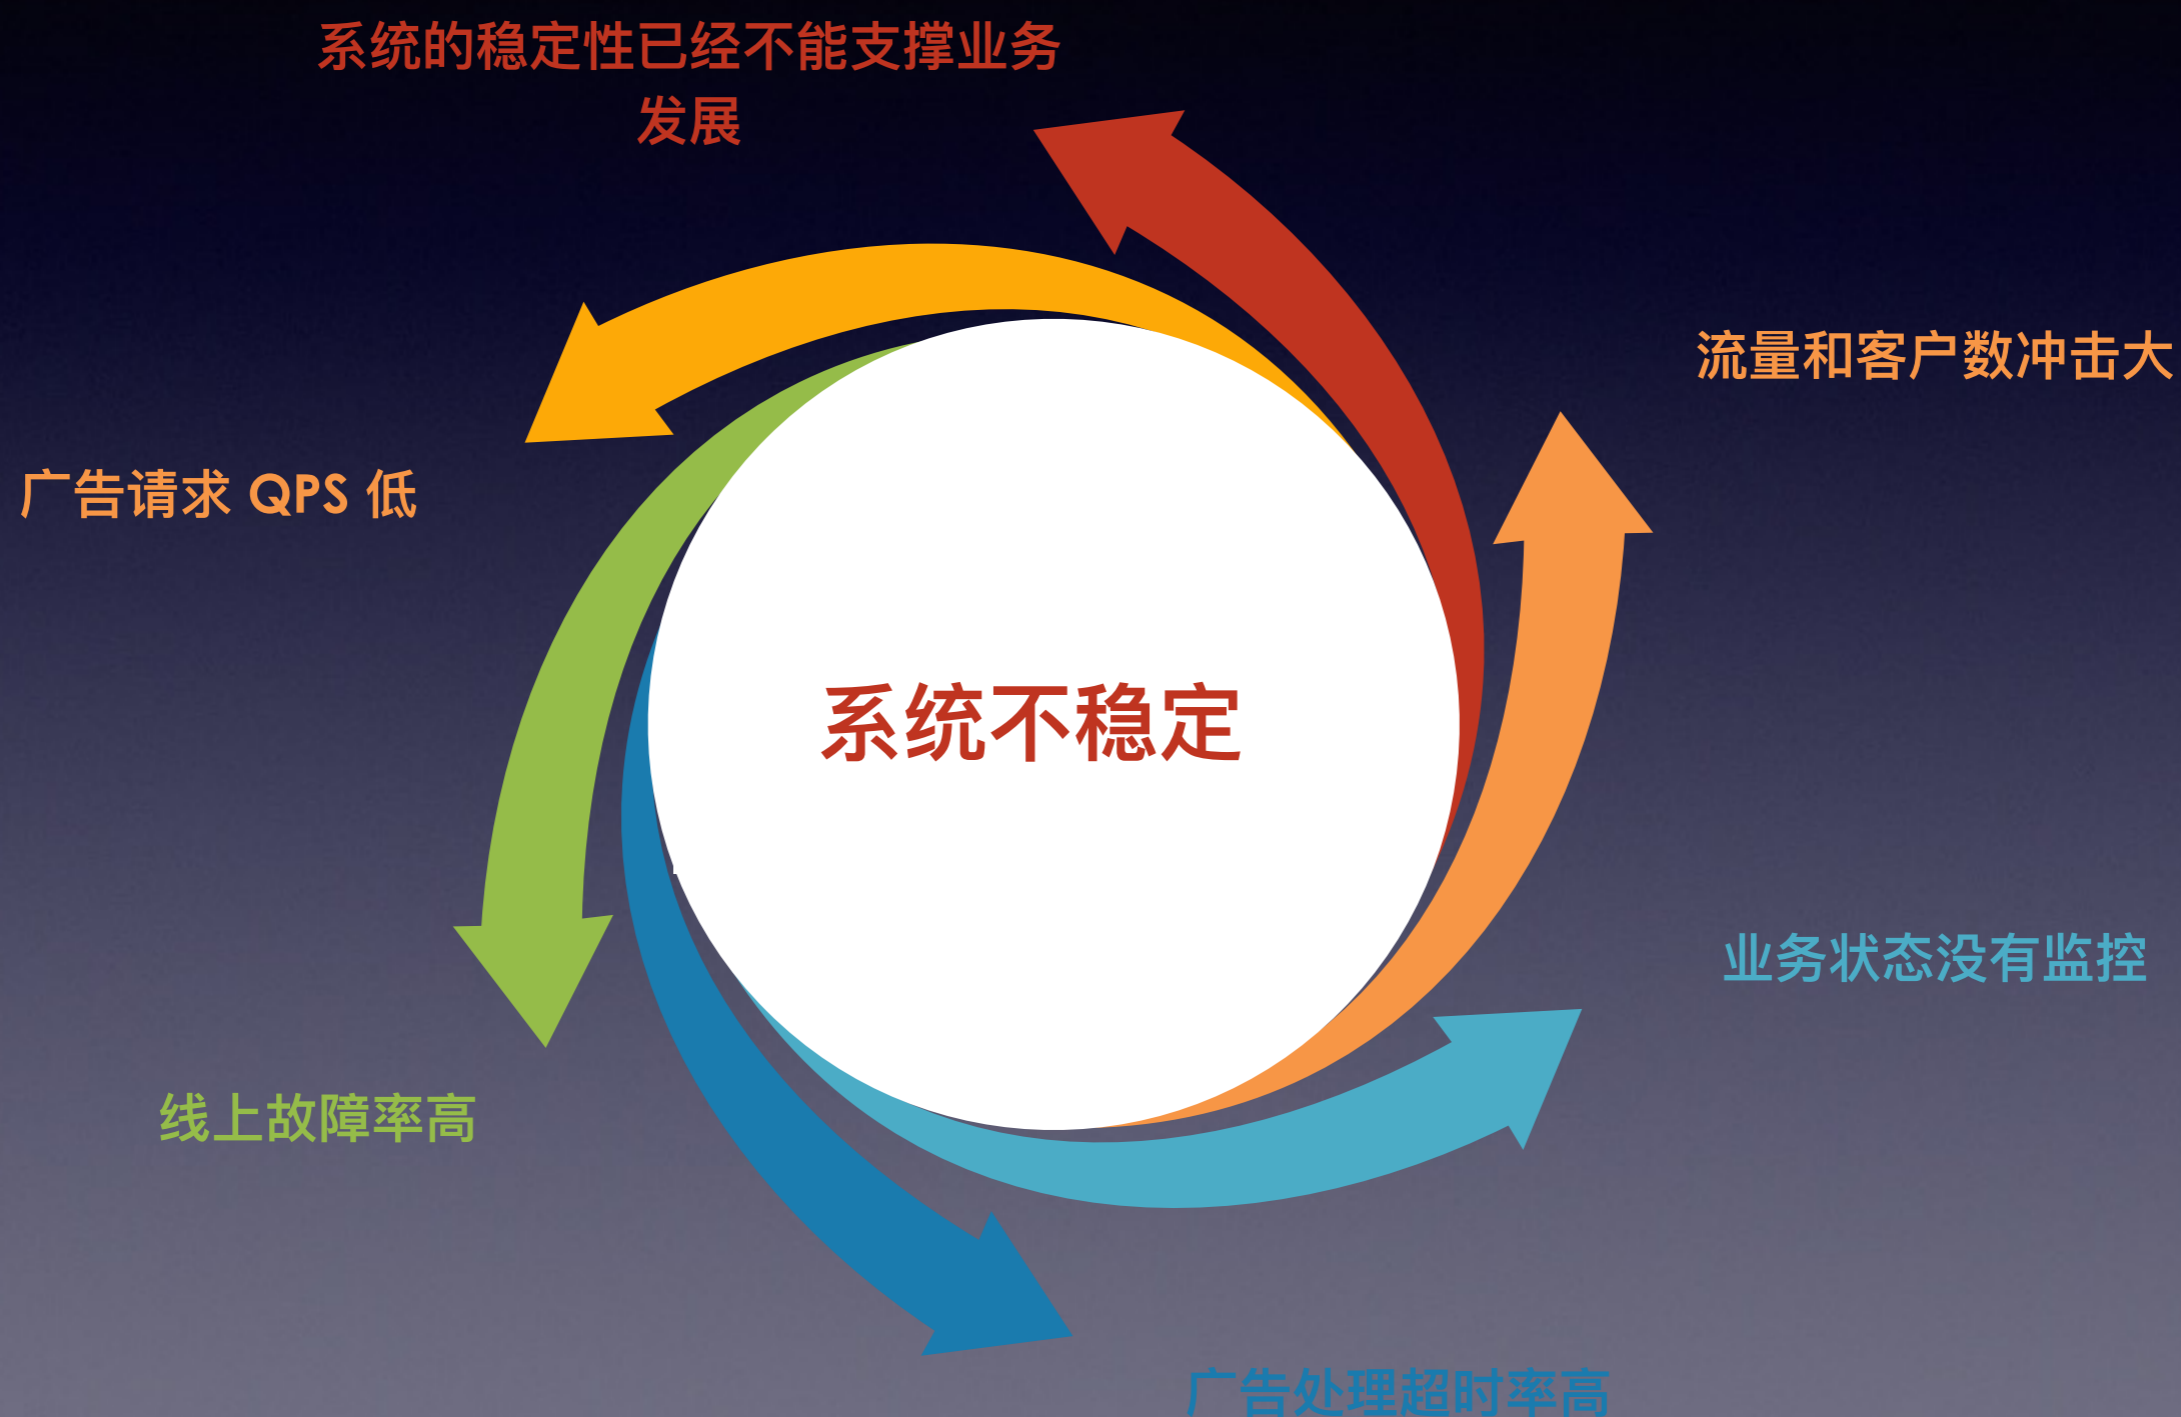 系统的稳定性已经不能支撑业务
发展
流量和客户数冲击大
广告请求 QPS 低
系统不稳定
业务状态没有监控
线上故障率高
广告处理超时率高